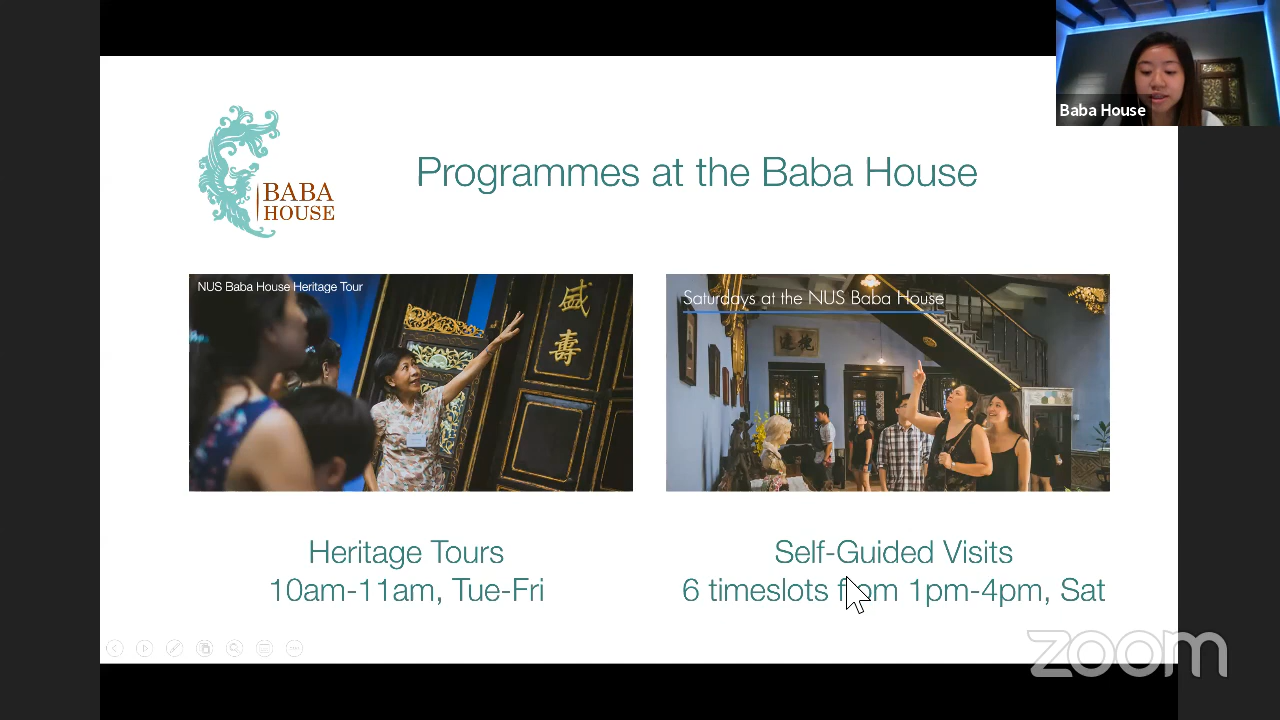 Baba House
BABA
HOUSE
Programmes at the Baba House
NUS Baba House Heritage Tour
盛
壽
Saturdays at the NUS Baba House
Heritage Tours
10am-11am, Tue-Fri
Self-Guided Visits
6 timeslots from 1pm-4pm, Sat
zoom